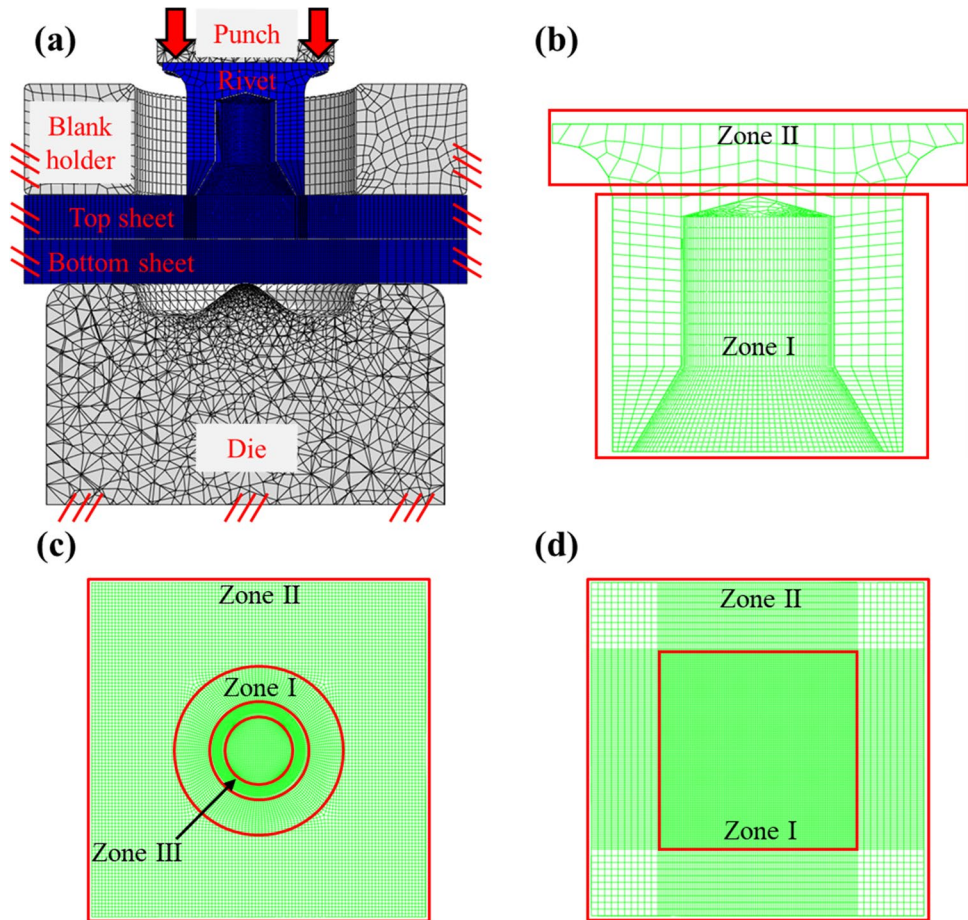 (a)
Punch
Rivet
Blank
holder
Top sheet
Bottom sheet
Die
(b)
Zone II
Zone I
(c)
Zone II
Zone I
Zone III
(d)
Zone II
Zone I